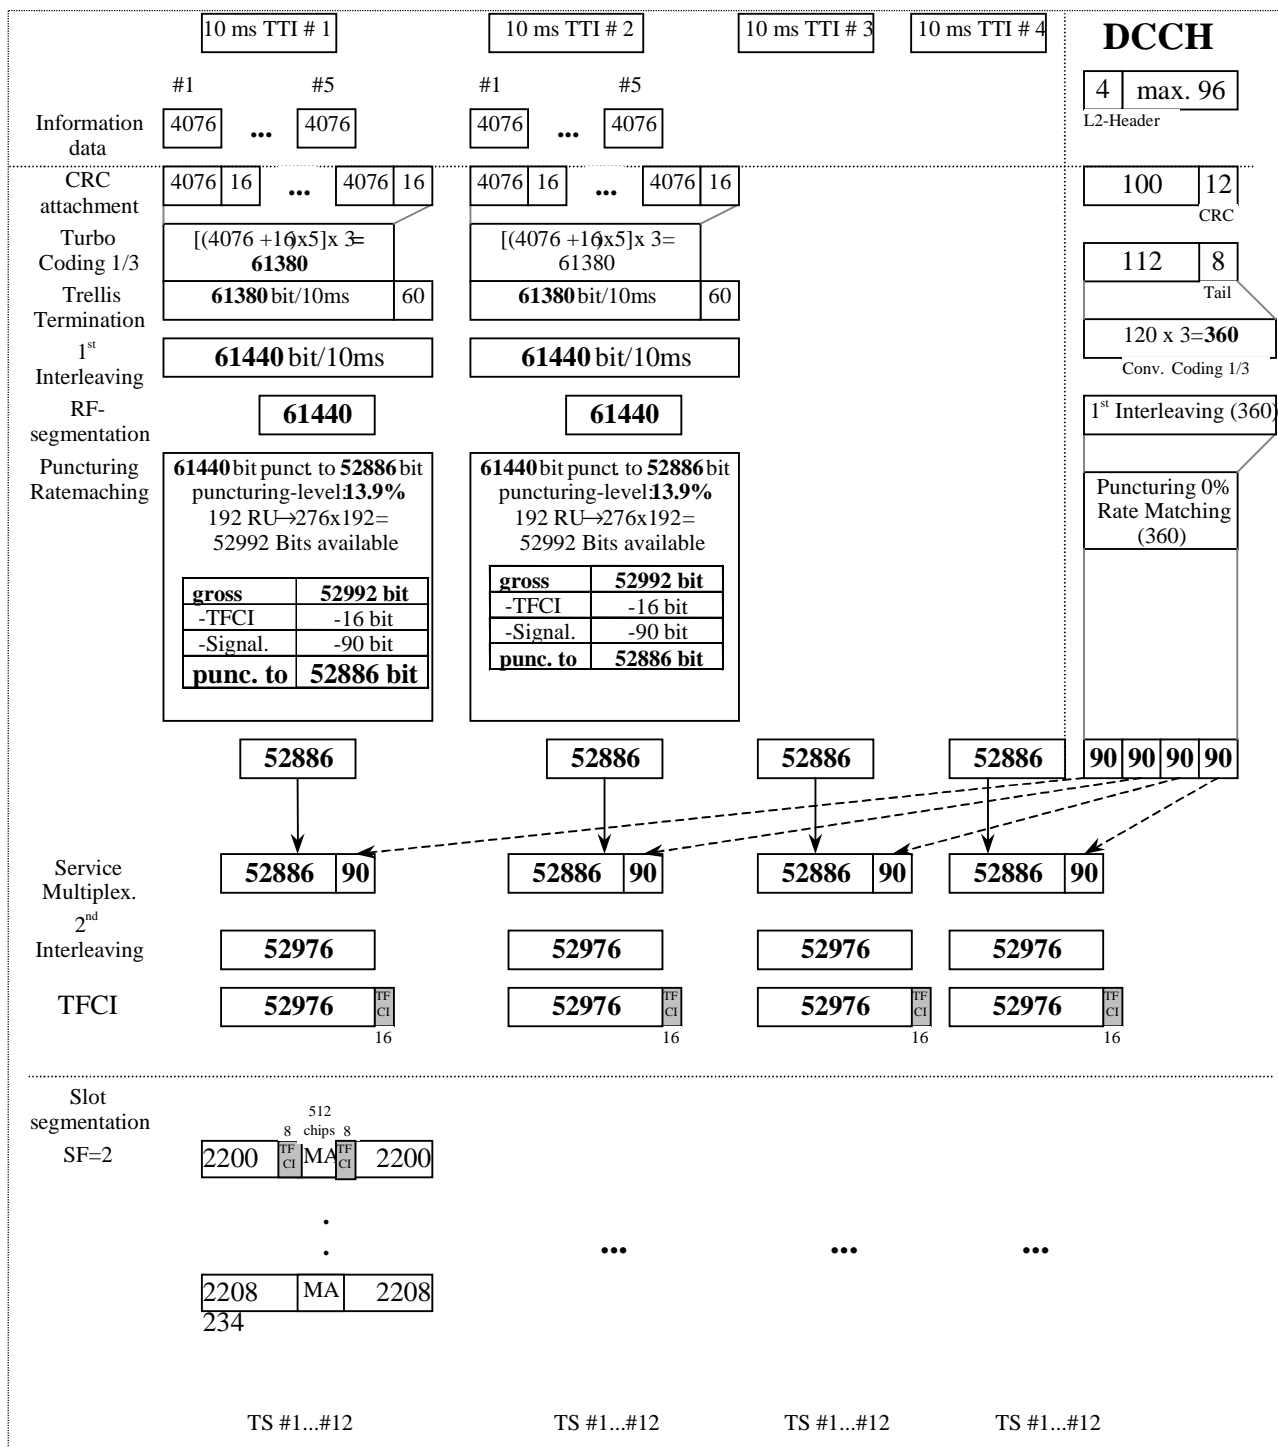 10 ms TTI # 1 10 ms TTI # 2 10 ms TTI # 3 10 ms TTI # 4 DCCH
#1 #5 #1 #5
4 max. 96
L2-Header
Information
data
4076 ... 4076 4076 ... 4076
CRC
attachment
4076 16 ... 4076 16 4076 16 ... 4076 16 100 12
CRC
Turbo
Coding 1/3
[(4076 +16)x5]x 3=
61380
[(4076 +16)x5]x 3=
61380
112 8
Tail
Trellis
Termination
61380 bit/10ms 60 61380 bit/10ms 60
120 x 3=360
Conv. Coding 1/3
1st
Interleaving
61440 bit/10ms 61440 bit/10ms
RF-
segmentation
61440 61440 1st Interleaving (360)
Puncturing
Ratemaching
61440 bit punct. to 52886 bit
puncturing-level:13.9%
192 RU→276x192=
52992 Bits available
gross 52992 bit
-TFCI -16 bit
-Signal. -90 bit
punc. to 52886 bit
61440 bit punct. to 52886 bit
puncturing-level:13.9%
192 RU→276x192=
52992 Bits available
gross 52992 bit
-TFCI -16 bit
-Signal. -90 bit
punc. to 52886 bit
Puncturing 0%
Rate Matching
(360)
52886 52886 52886 52886 90 90 90 90
Service
Multiplex.
52886 90 52886 90 52886 90 52886 90
2nd
Interleaving
52976 52976 52976 52976
TFCI
52976 TF CI 52976 TF CI 52976 TF CI 52976 TF CI
16 16 16 16
Slot
segmentation
SF=2
512
8 chips 8
2200 TF CI MA TF CI 2200
.
.
... ... ...
2208 MA 2208
234
TS #1...#12 TS #1...#12 TS #1...#12 TS #1...#12